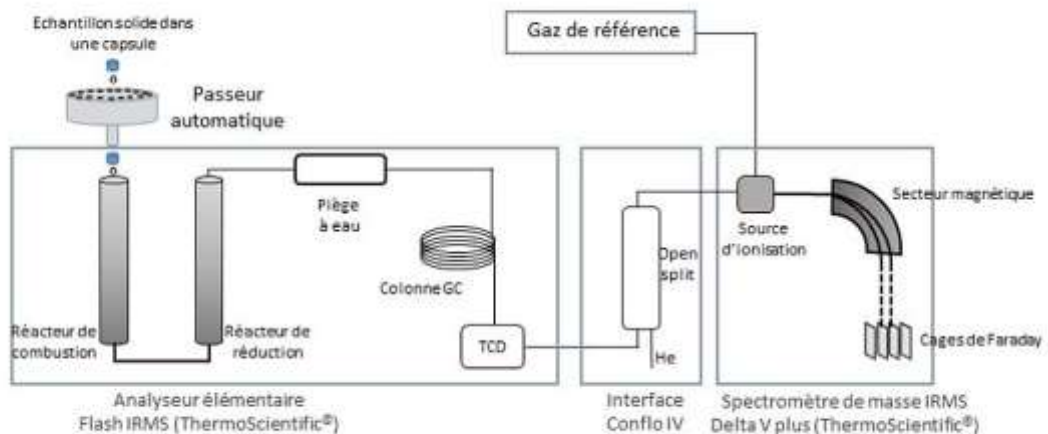 Echantillon solide dans
une capsule
Passeur
automatique
Gaz de référence
Piège
à eau
Colonne GC
Réacteur de
combustion
Réacteur de
réduction
TCD
Open
split
He
Source
d'ionisation
Secteur magnétique
Cages de Faraday
Analyseur élémentaire
Flash IRMS (ThermoScientific®)
Interface
Conflo IV
Spectromètre de masse IRMS
Delta V plus (ThermoScientific®)